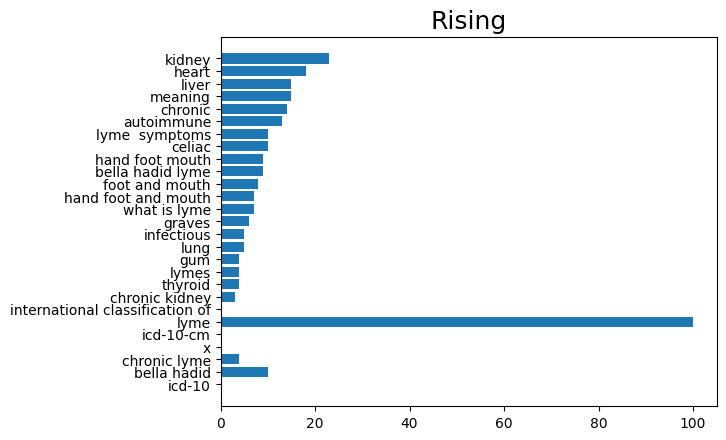 Rising
kidney
heart
liver
meaning
chronic
autoimmune
lyme  symptoms
celiac
hand foot mouth
bella hadid lyme
foot and mouth
hand foot and mouth
what is lyme
graves
infectious
lung
gum
lymes
thyroid
chronic kidney
international classification of
lyme
icd-10-cm
x
chronic lyme
bella hadid
icd-10
0 20 40 60 80 100